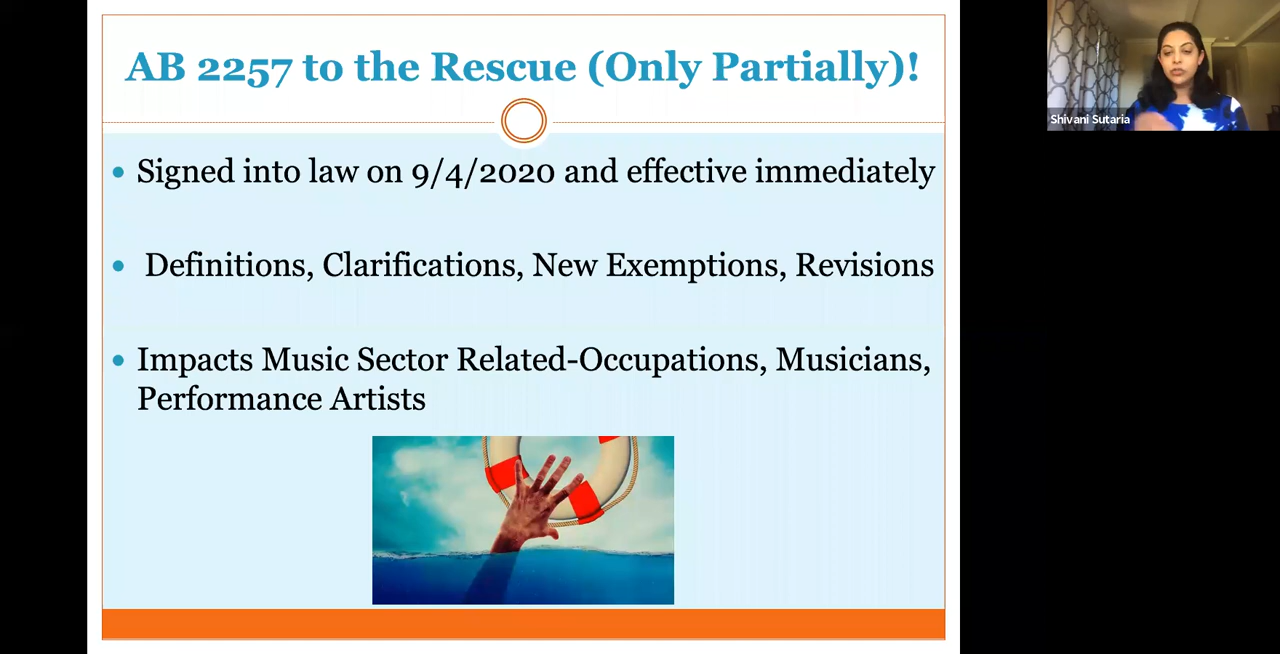 AB 2257 to the Rescue (Only Partially)!
Shivani Sutaria
• Signed into law on 9/4/2020 and effective immediately
• Definitions, Clarifications, New Exemptions, Revisions
• Impacts Music Sector Related-Occupations, Musicians,
Performance Artists